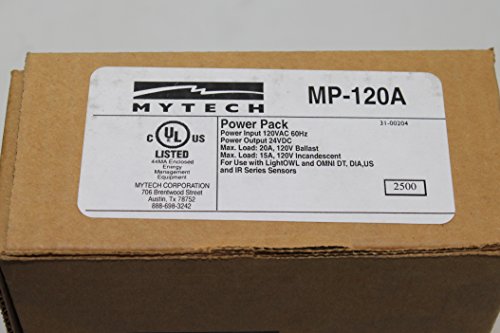 MYTECH
MP-120A
31-00204
Power Pack
Power Input 120VAC 60Hz
Power Output 24VDC
Max. Load: 20A, 120V Ballast
Max. Load: 15A, 120V Incandescent
For Use with LightOWL and OMNI DT, DIA,US
and IR Series Sensors
C UL US
LISTED
44MA Enclosed
Energy
Management
Equipment
MYTECH CORPORATION
706 Brentwood Street
Austin, Tx 78752
888-698-3242
2500